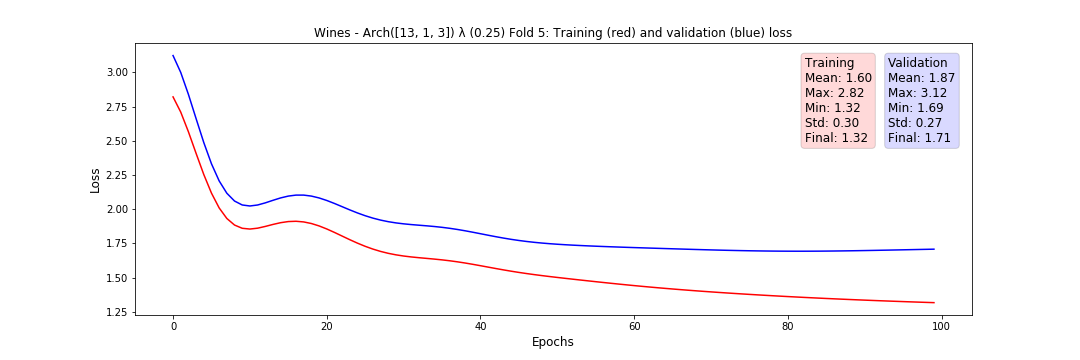 Wines - Arch([13, 1, 3]) λ (0.25) Fold 5: Training (red) and validation (blue) loss
Training
Mean: 1.60
Max: 2.82
Min: 1.32
Std: 0.30
Final: 1.32
Validation
Mean: 1.87
Max: 3.12
Min: 1.69
Std: 0.27
Final: 1.71
Loss
3.00
2.75
2.50
2.25
2.00
1.75
1.50
1.25
0 20 40 60 80 100
Epochs